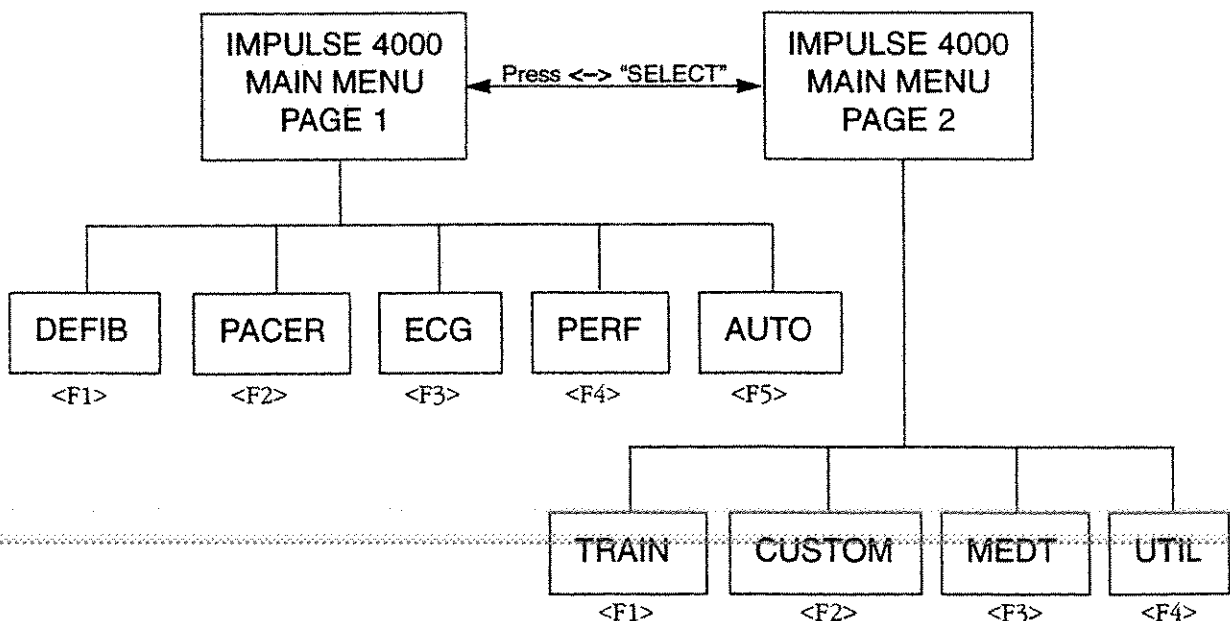 IMPULSE 4000
MAIN MENU
PAGE 1
Press <-> "SELECT"
IMPULSE 4000
MAIN MENU
PAGE 2
DEFIB
PACER
ECG
PERF
AUTO
<F1>
<F2>
<F3>
<F4>
<F5>
TRAIN
CUSTOM
MEDT
UTIL
<F1>
<F2>
<F3>
<F4>